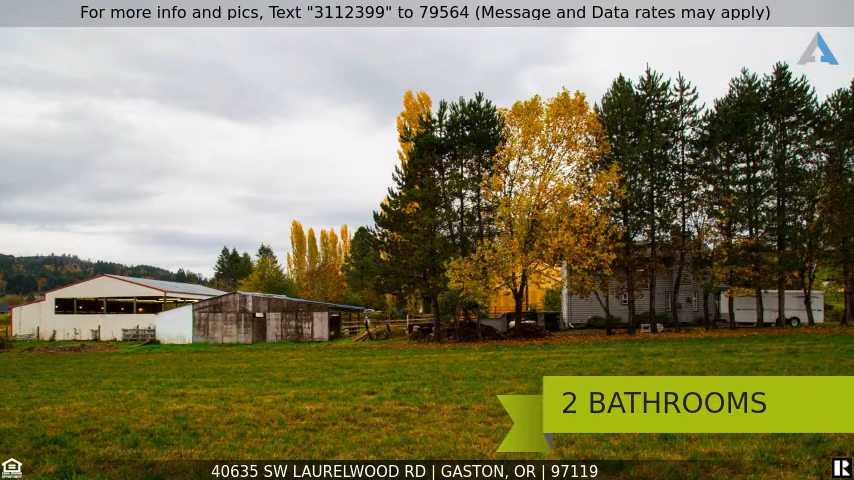 For more info and pics, Text "3112399" to 79564 (Message and Data rates may apply)
2 BATHROOMS
40635 SW LAURELWOOD RD | GASTON, OR | 97119